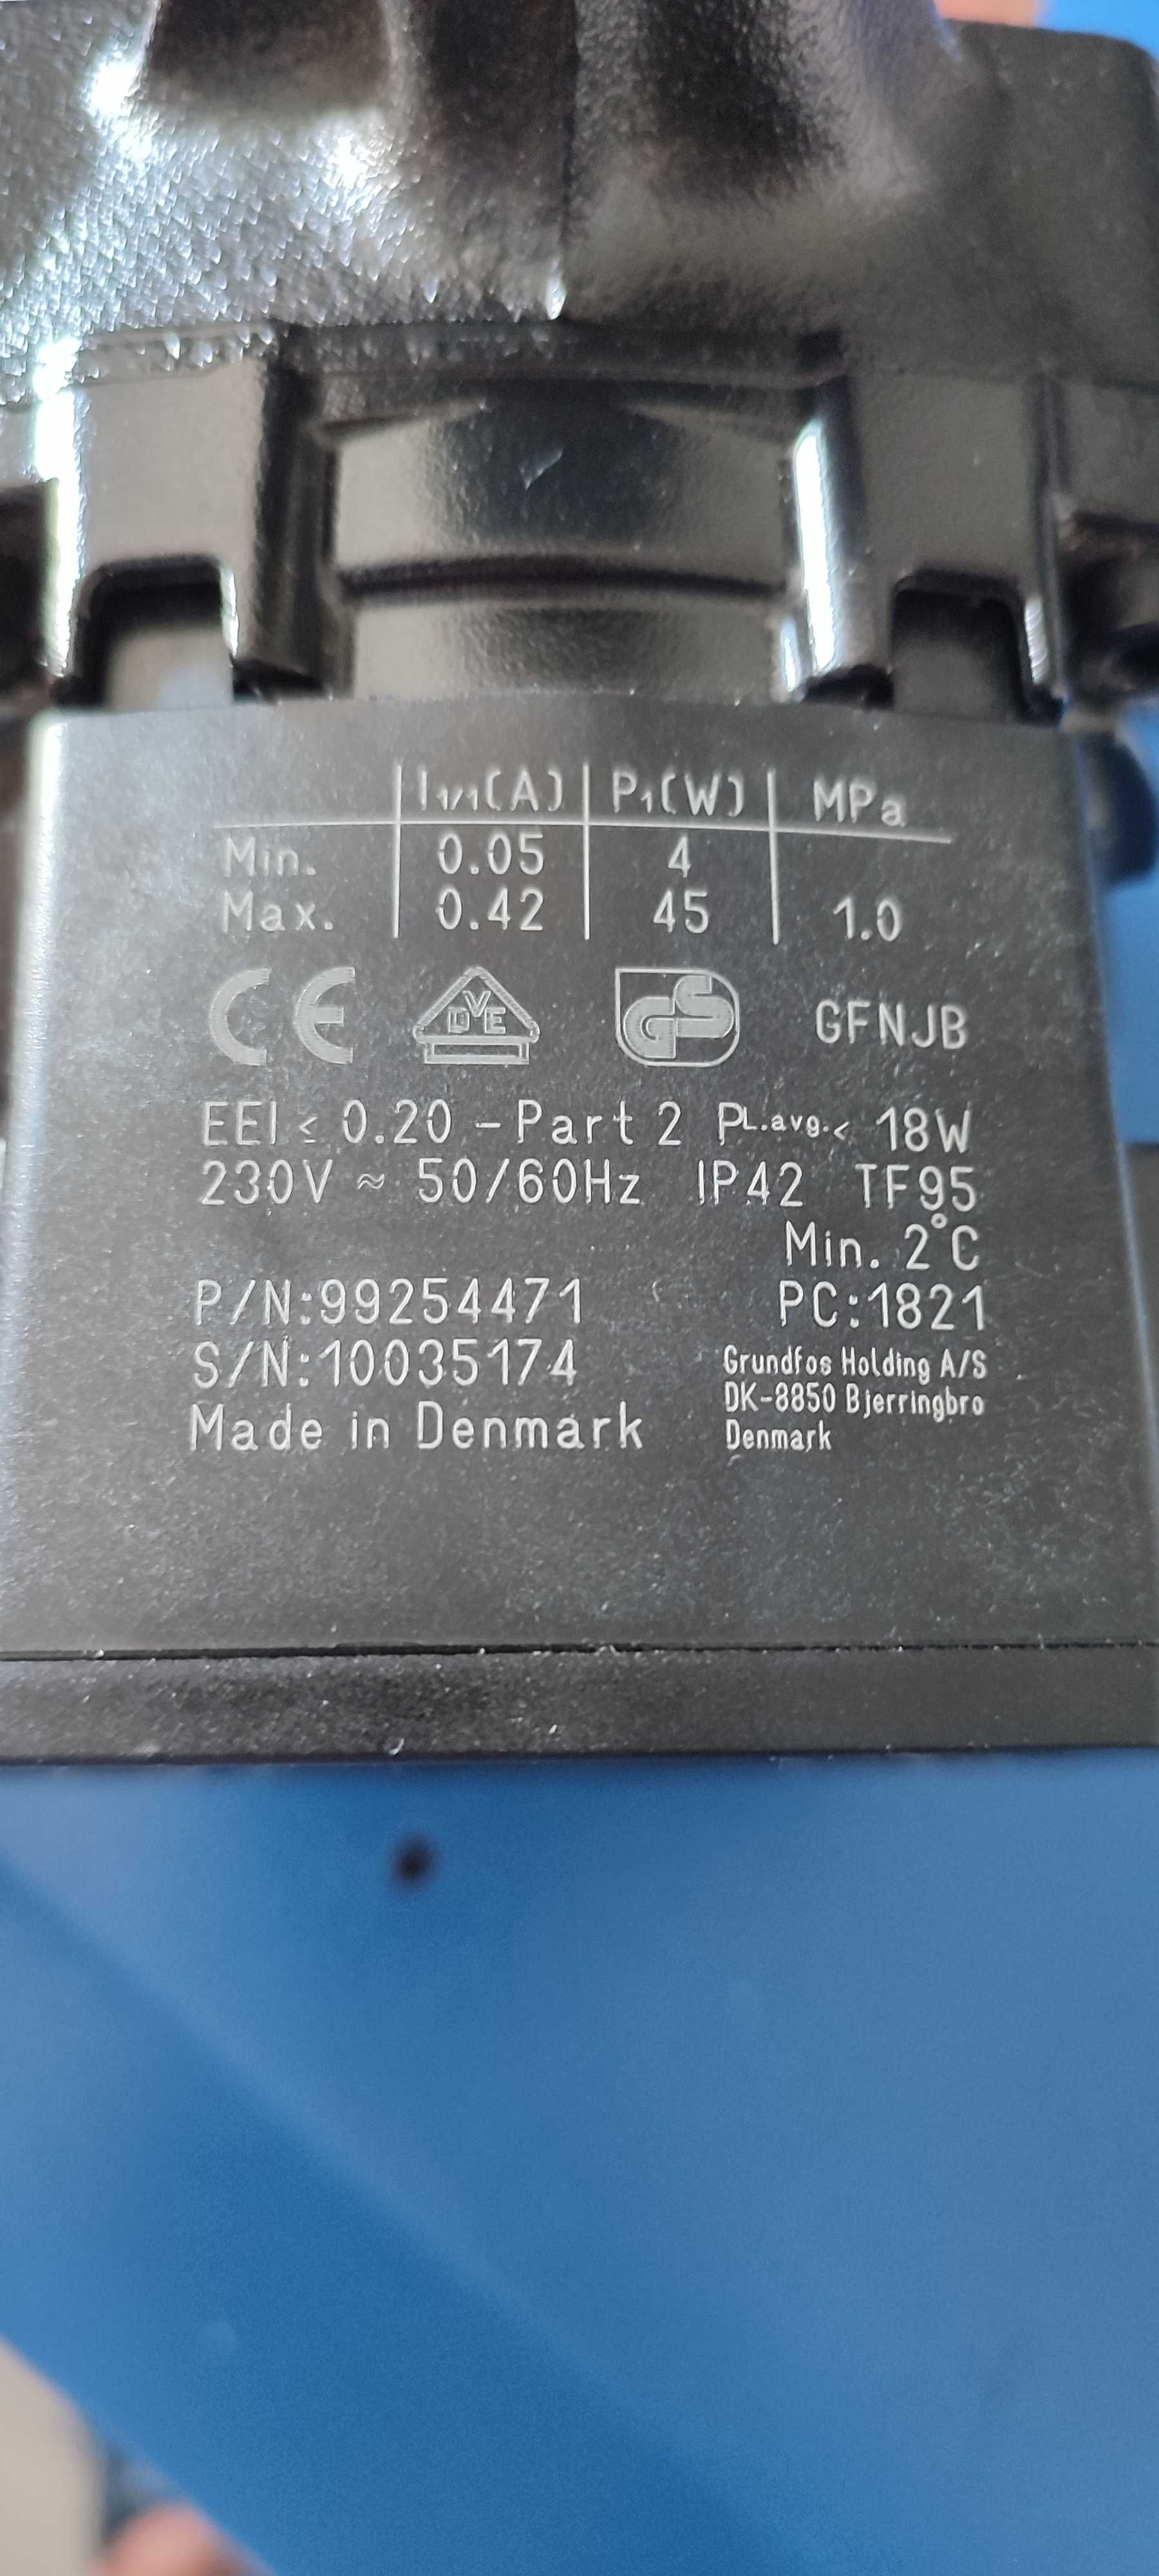 I1/1(A) P1(W) MPa
Min. 0.05 4
Max. 0.42 45 1.0
CE VDE GS GFNJB
EEI ≤ 0.20 -Part 2 PL.avg.< 18W
230V ≂ 50/60Hz IP42 TF95
Min. 2°C
P/N:99254471 PC:1821
S/N:10035174
Made in Denmark
Grundfos Holding A/S
DK-8850 Bjerringbro
Denmark